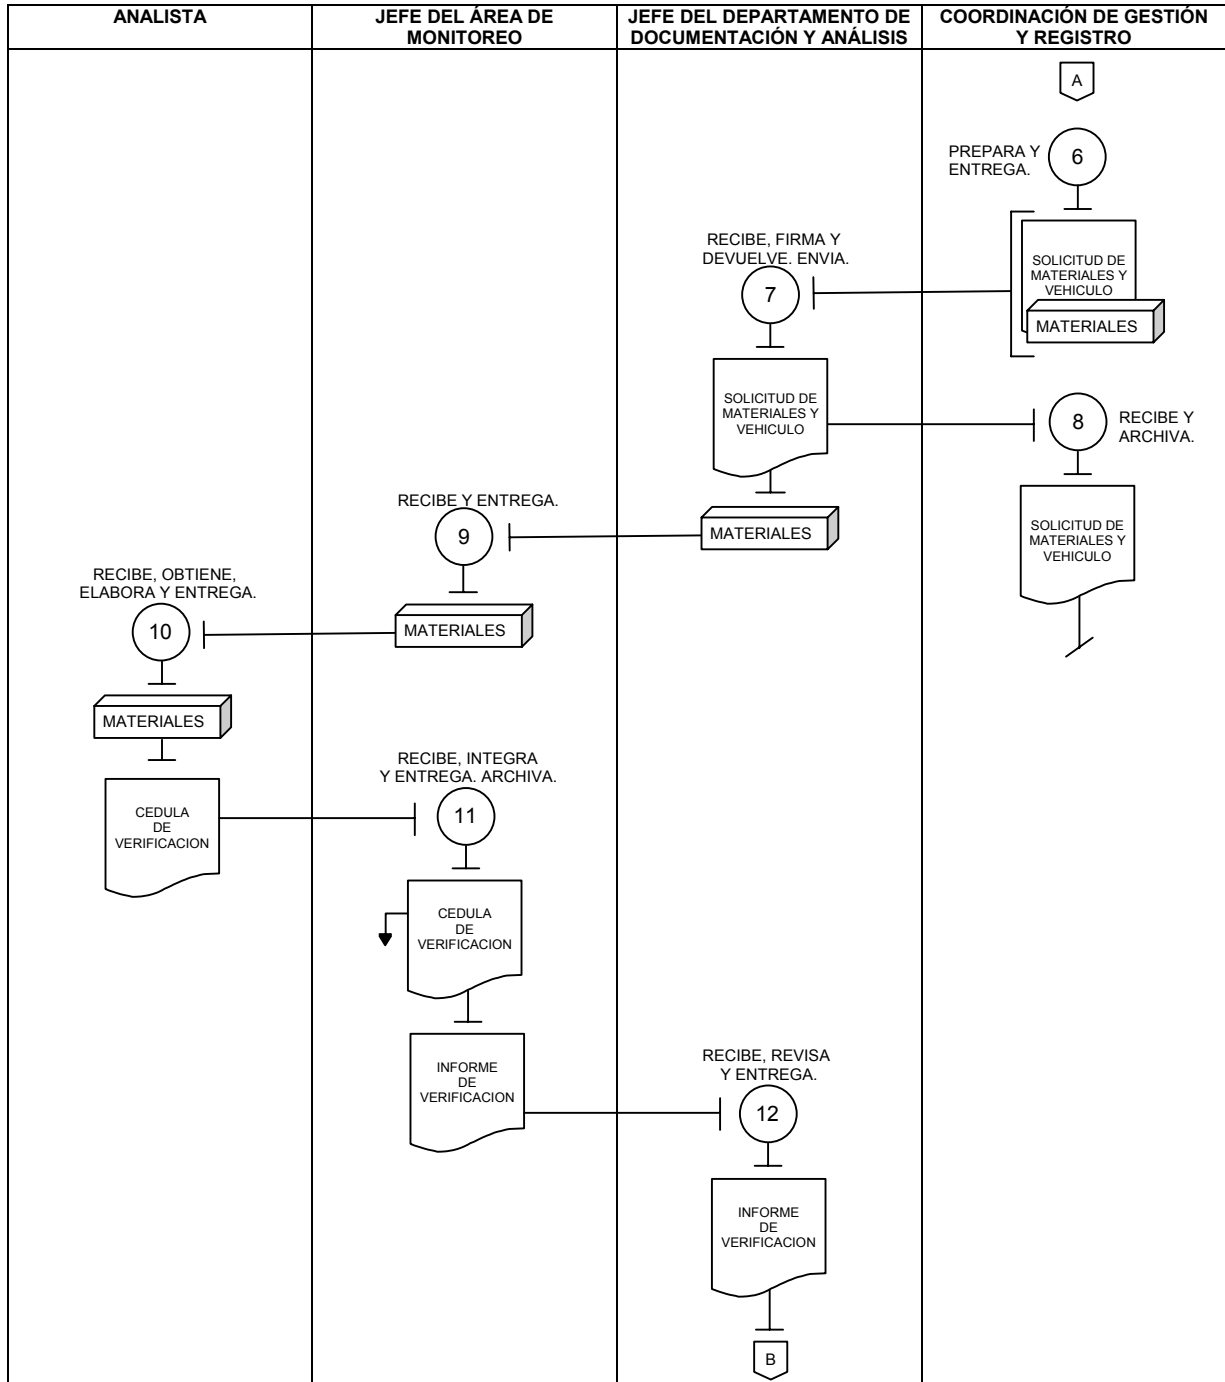 ANALISTA
JEFE DEL ÁREA DE
MONITOREO
JEFE DEL DEPARTAMENTO DE
DOCUMENTACIÓN Y ANÁLISIS
COORDINACIÓN DE GESTIÓN
Y REGISTRO
A
PREPARA Y
ENTREGA.
6
SOLICITUD DE
MATERIALES Y
VEHICULO
MATERIALES
RECIBE, FIRMA Y
DEVUELVE. ENVIA.
7
SOLICITUD DE
MATERIALES Y
VEHICULO
8
RECIBE Y
ARCHIVA.
SOLICITUD DE
MATERIALES Y
VEHICULO
MATERIALES
RECIBE Y ENTREGA.
9
MATERIALES
RECIBE, OBTIENE,
ELABORA Y ENTREGA.
10
MATERIALES
CEDULA
DE
VERIFICACION
RECIBE, INTEGRA
Y ENTREGA. ARCHIVA.
11
CEDULA
DE
VERIFICACION
INFORME
DE
VERIFICACION
RECIBE, REVISA
Y ENTREGA.
12
INFORME
DE
VERIFICACION
B